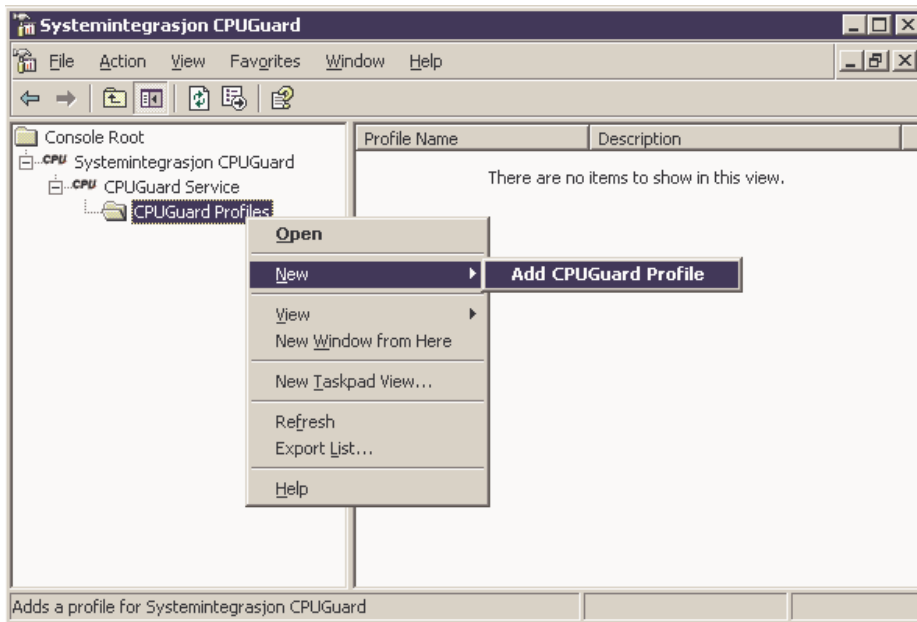 Systemintegrasjon CPUGuard
File Action View Favorites Window Help
Console Root
CPU Systemintegrasjon CPUGuard
CPU CPUGuard Service
CPUGuard Profiles
Profile Name Description
There are no items to show in this view.
Open
New
Add CPUGuard Profile
View
New Window from Here
New Taskpad View...
Refresh
Export List...
Help
Adds a profile for Systemintegrasjon CPUGuard